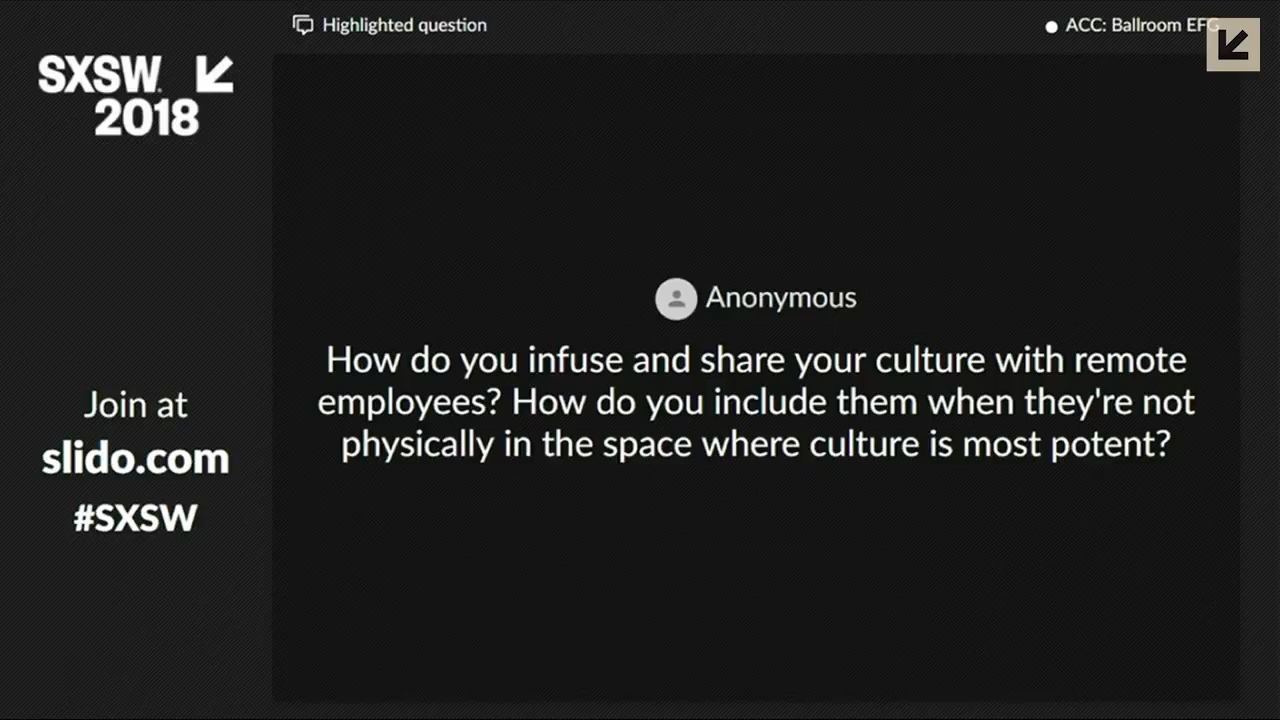 Highlighted question
ACC: Ballroom EFG
SXSW.
2018
Anonymous
How do you infuse and share your culture with remote
employees? How do you include them when they're not
physically in the space where culture is most potent?
Join at
slido.com
#SXSW